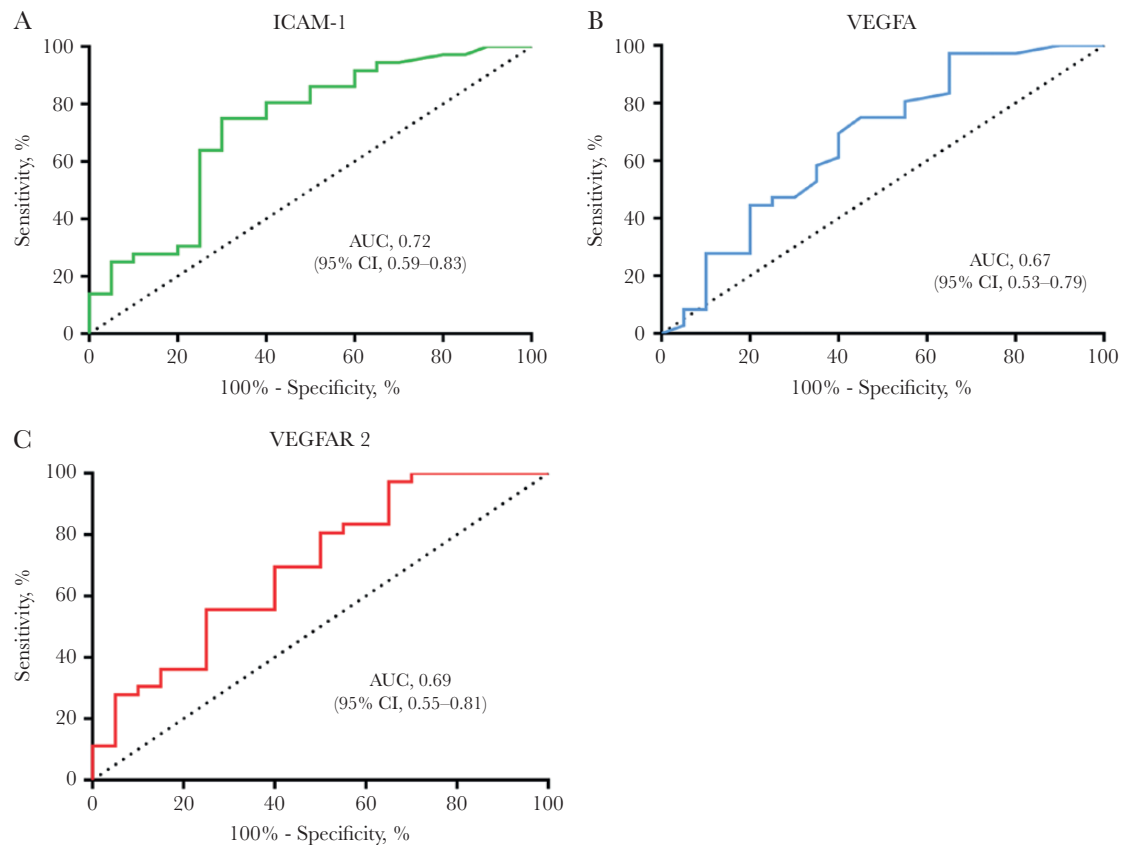 A
ICAM-1
100
80
60
40
20
0
Sensitivity, %
AUC, 0.72
(95% CI, 0.59–0.83)
0 20 40 60 80 100
100% - Specificity, %
B
VEGFA
100
80
60
40
20
0
Sensitivity, %
AUC, 0.67
(95% CI, 0.53–0.79)
0 20 40 60 80 100
100% - Specificity, %
C
VEGFAR 2
100
80
60
40
20
0
Sensitivity, %
AUC, 0.69
(95% CI, 0.55–0.81)
0 20 40 60 80 100
100% - Specificity, %